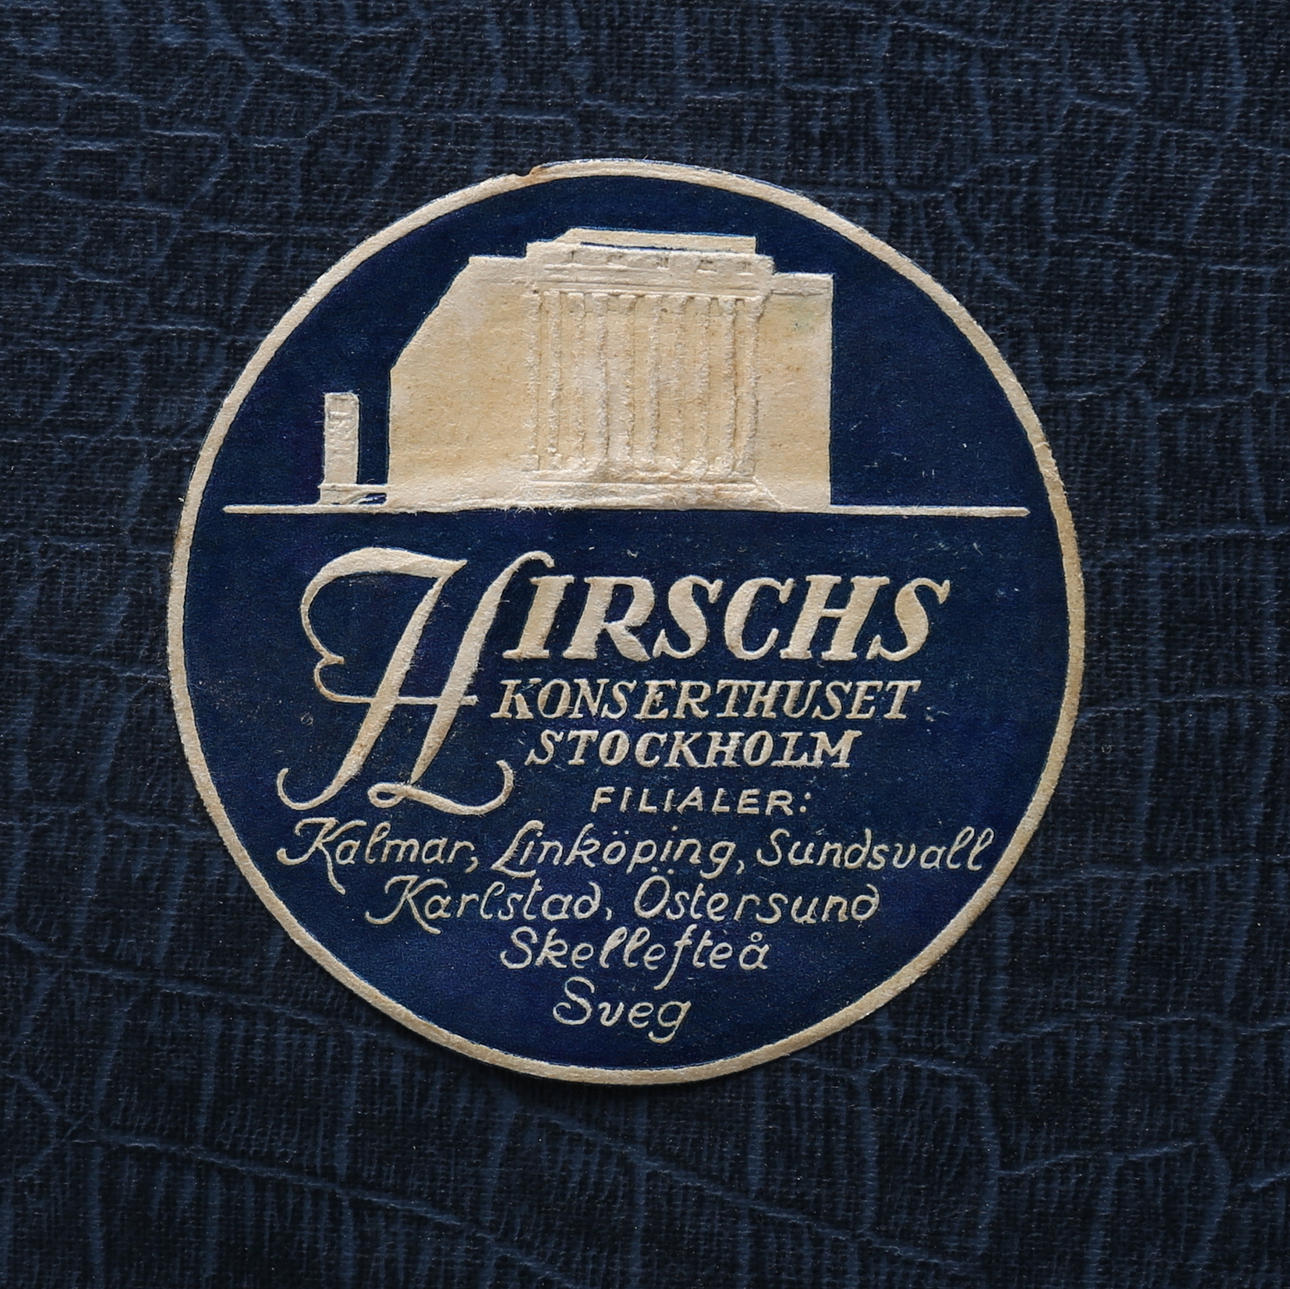 HIRSCHS
KONSERTHUSET
STOCKHOLM
FILIALER:
Kalmar, Linköping, Sundsvall
Karlstad, Östersund
Skellefteå
Sveg